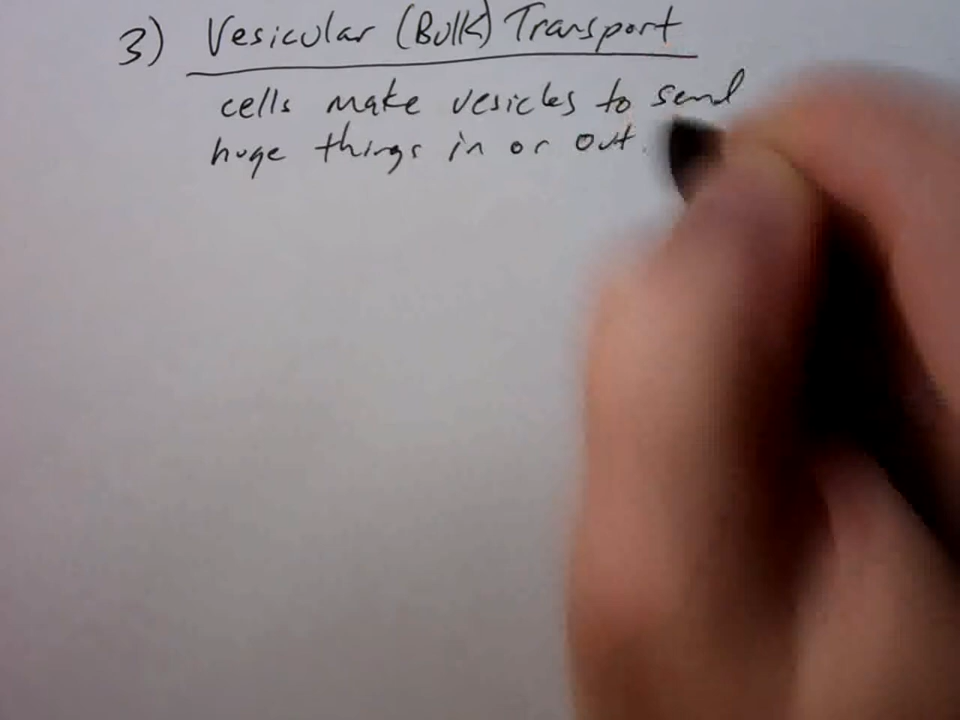 3) Vesicular (Bulk) Transport
cells make vesicles to send
huge things in or out.